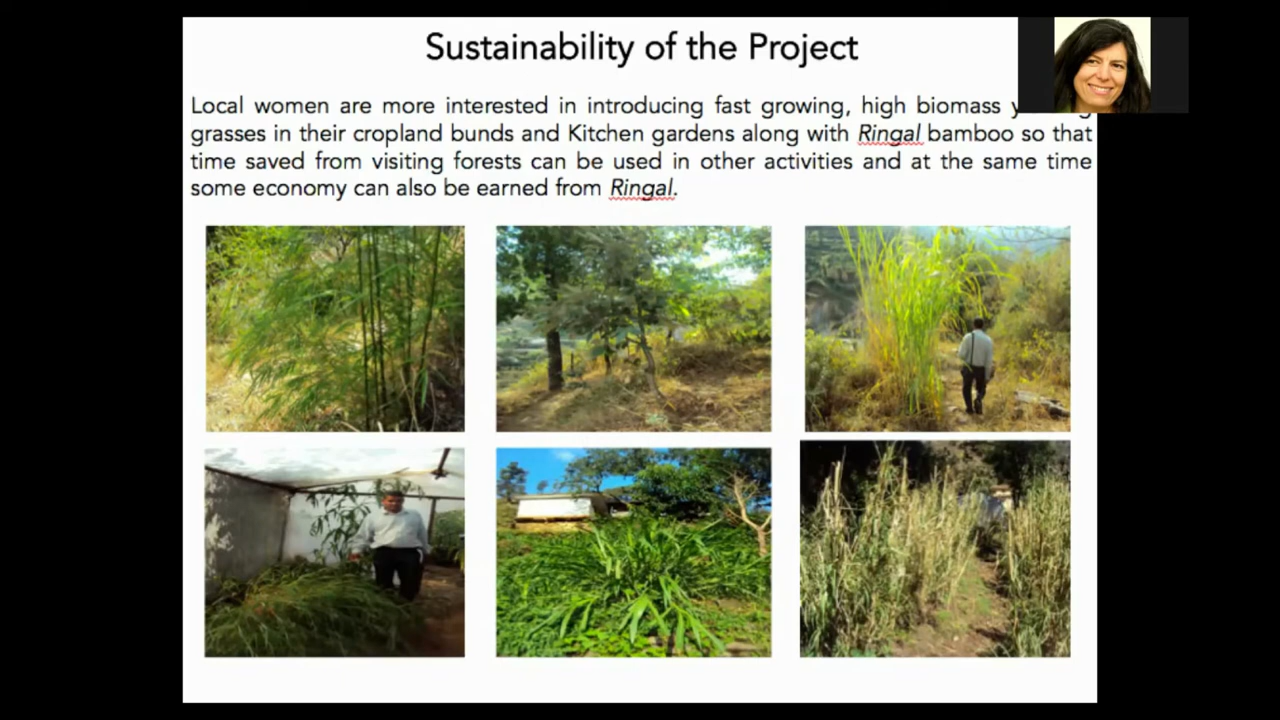 Sustainability of the Project
Local women are more interested in introducing fast growing, high biomass
grasses in their cropland bunds and Kitchen gardens along with Ringal bamboo so that
time saved from visiting forests can be used in other activities and at the same time
some economy can also be earned from Ringal.